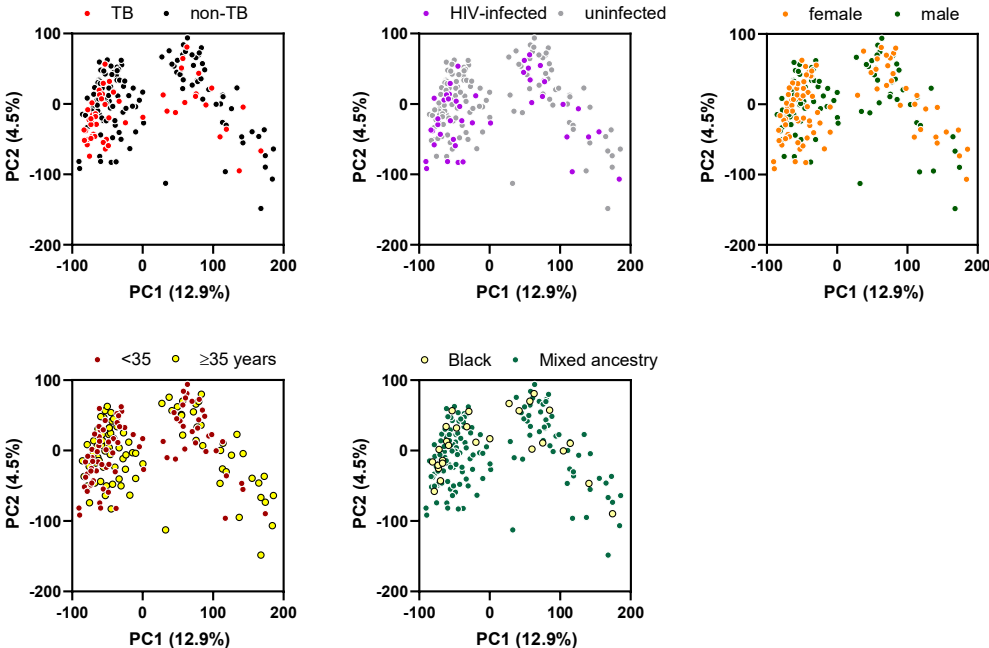 TB non-TB
100
0
-100
-200
-100 0 100 200
PC2 (4.5%)
PC1 (12.9%)
HIV-infected uninfected
100
0
-100
-200
-100 0 100 200
PC2 (4.5%)
PC1 (12.9%)
female male
100
0
-100
-200
-100 0 100 200
PC2 (4.5%)
PC1 (12.9%)
<35 ≥35 years
100
0
-100
-200
-100 0 100 200
PC2 (4.5%)
PC1 (12.9%)
Black Mixed ancestry
100
0
-100
-200
-100 0 100 200
PC2 (4.5%)
PC1 (12.9%)